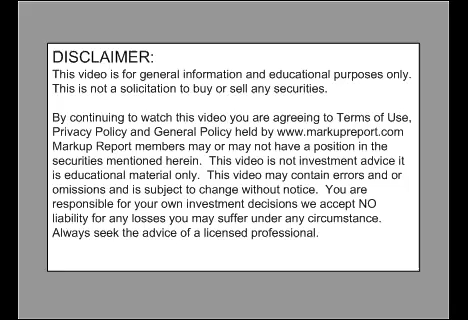 DISCLAIMER:
This video is for general information and educational purposes only.
This is not a solicitation to buy or sell any securities.
By continuing to watch this video you are agreeing to Terms of Use,
Privacy Policy and General Policy held by www.markupreport.com
Markup Report members may or may not have a position in the
securities mentioned herein.  This video is not investment advice it
is educational material only.  This video may contain errors and or
omissions and is subject to change without notice.  You are
responsible for your own investment decisions we accept NO
liability for any losses you may suffer under any circumstance.
Always seek the advice of a licensed professional.